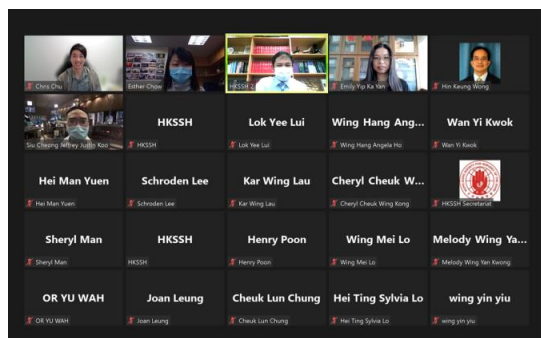 Chris Chu
Esther Chow
HKSSH 2
Emily Yip Ka Yan
Hin Keung Wong
Siu Cheong Jeffrey Justin Koo
HKSSH
HKSSH
Lok Yee Lui
Lok Yee Lui
Wing Hang Ang...
Wing Hang Angela Ho
Wan Yi Kwok
Wan Yi Kwok
Hei Man Yuen
Hei Man Yuen
Schroden Lee
Schroden Lee
Kar Wing Lau
Kar Wing Lau
Cheryl Cheuk W...
Cheryl Cheuk Wing Kong
HKSSH Secretariat
Sheryl Man
Sheryl Man
HKSSH
HKSSH
Henry Poon
Henry Poon
Wing Mei Lo
Wing Mei Lo
Melody Wing Ya...
Melody Wing Yan Kwong
OR YU WAH
OR YU WAH
Joan Leung
Joan Leung
Cheuk Lun Chung
Cheuk Lun Chung
Hei Ting Sylvia Lo
Hei Ting Sylvia Lo
wing yin yiu
wing yin yiu